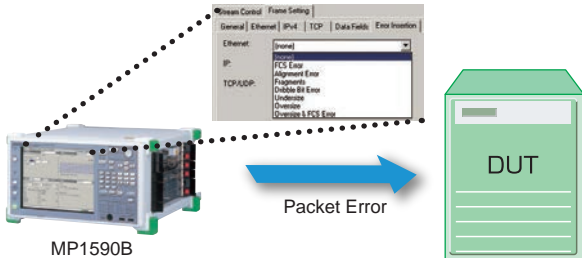 Stream Control Frame Setting
General Ethernet IPv4 TCP Data Fields Error Insertion
Ethernet: (none)
(none)
IP: FCS Error
Alignment Error
TCP/UDP: Fragments
Dribble Bit Error
Undersize
Oversize
Oversize & FCS Error
DUT
Packet Error
MP1590B